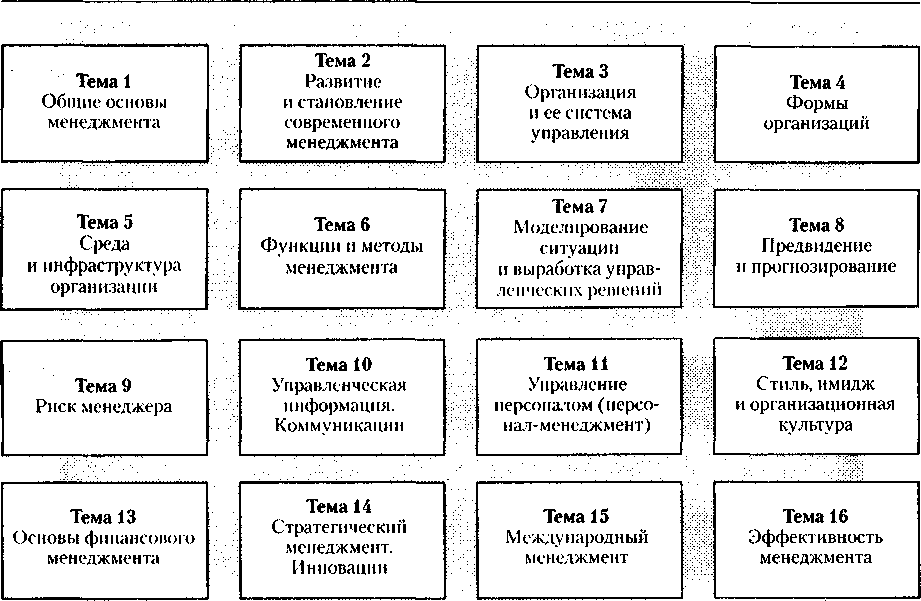 Тема 1
Общие основы
менеджмента
Тема 2
Развитие
и становление
современного
менеджмента
Тема 3
Организация
и ее система
управления
Тема 4
Формы
организаций
Тема 5
Среда
и инфраструктура
организации
Тема 6
Функции и методы
менеджмента
Тема 7
Моделирование
ситуации
и выработка управ-
ленческих решений
Тема 8
Предвидение
и прогнозирование
Тема 9
Риск менеджера
Тема 10
Управленческая
информация.
Коммуникации
Тема 11
Управление
персоналом (персо-
нал-менеджмент)
Тема 12
Стиль, имидж
и организационная
культура
Тема 13
Основы финансового
менеджмента
Тема 14
Стратегический
менеджмент.
Инновации
Тема 15
Международный
менеджмент
Тема 16
Эффективность
менеджмента